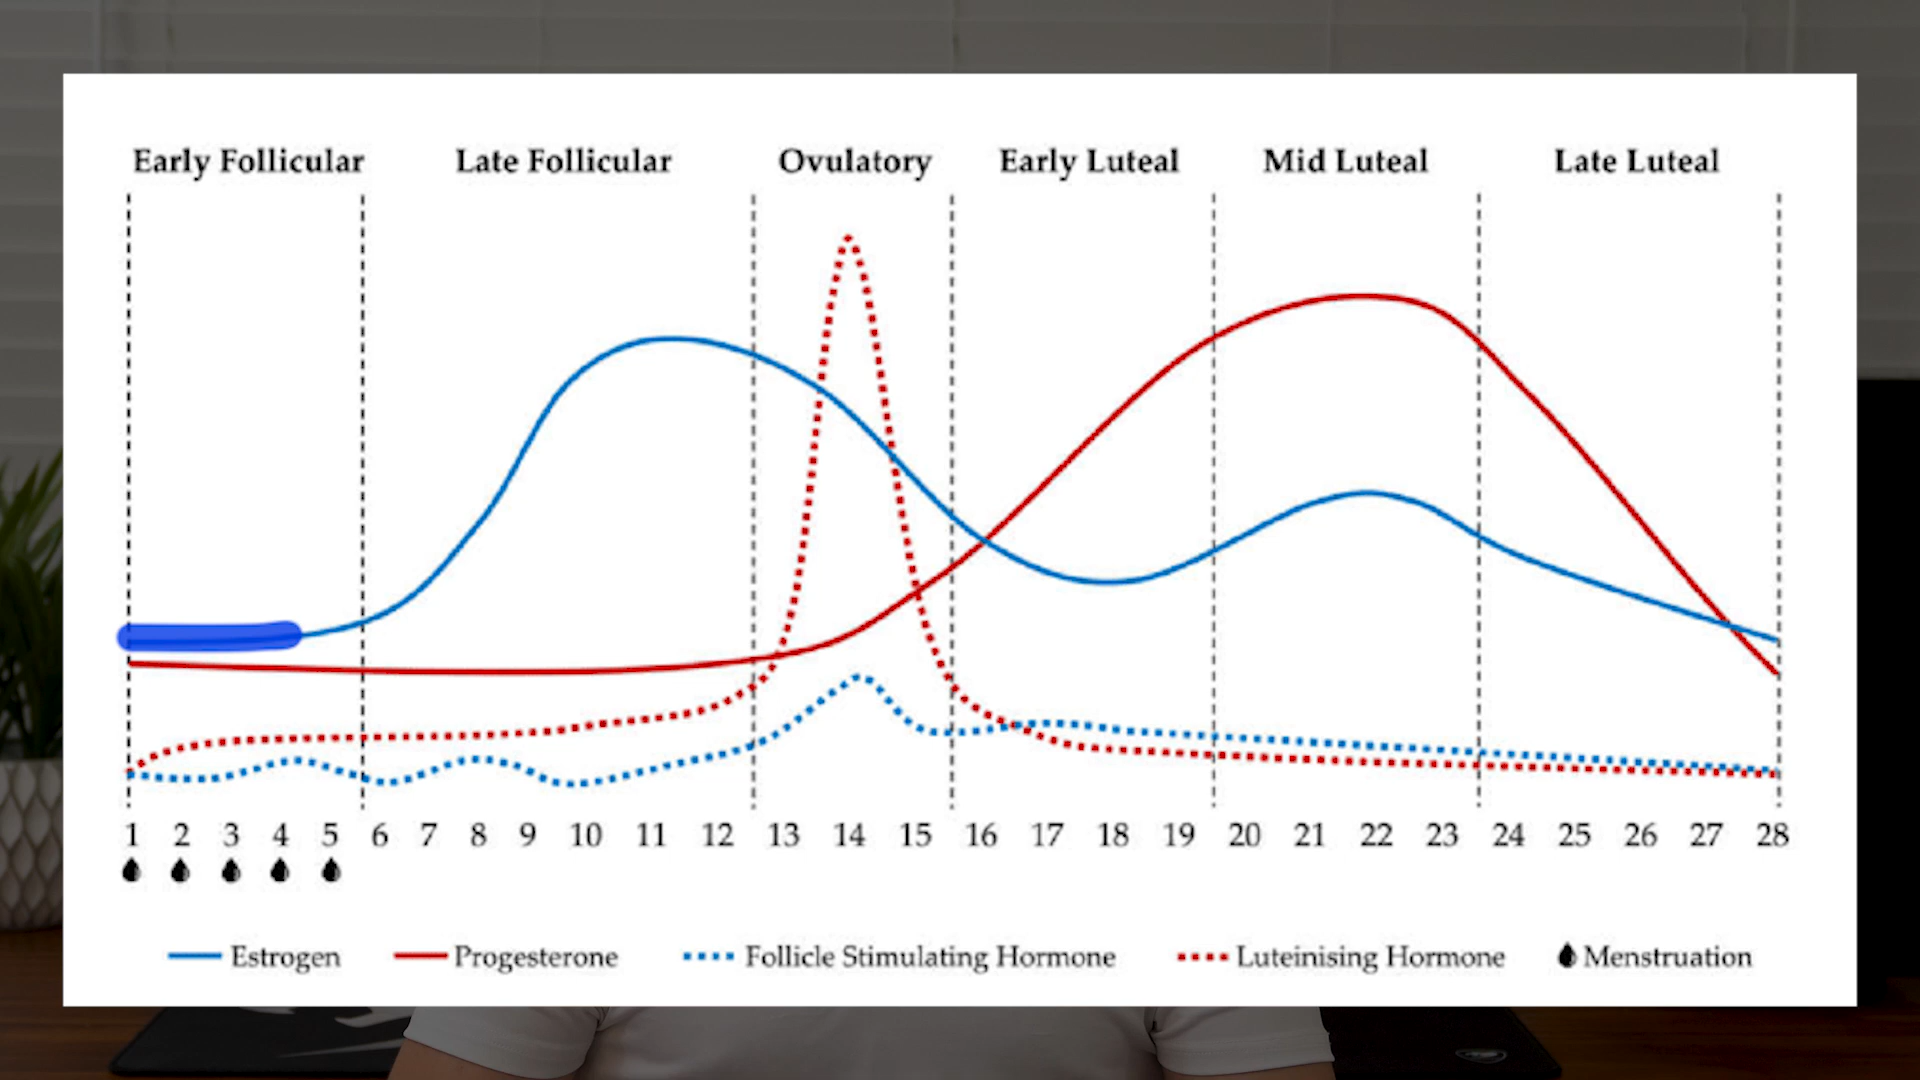 Early Follicular Late Follicular Ovulatory Early Luteal Mid Luteal Late Luteal
1 2 3 4 5 6 7 8 9 10 11 12 13 14 15 16 17 18 19 20 21 22 23 24 25 26 27 28
Estrogen Progesterone Follicle Stimulating Hormone Luteinising Hormone Menstruation